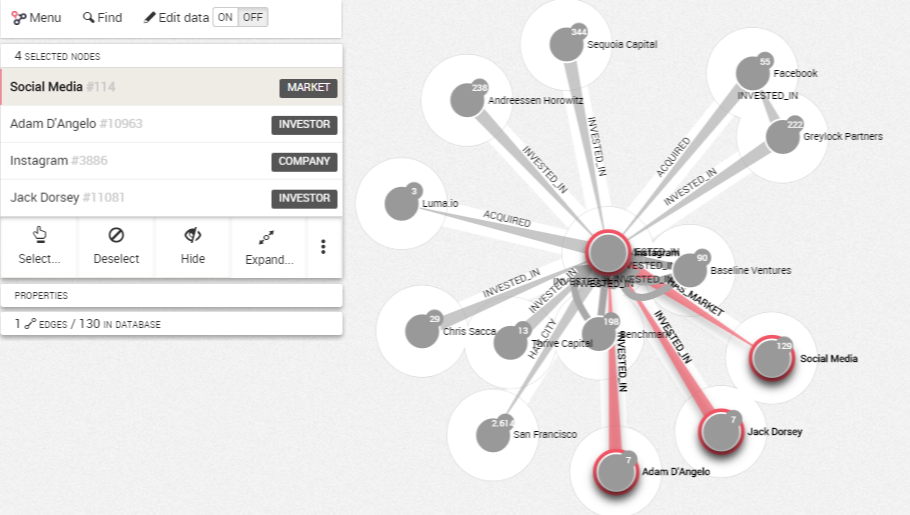 Menu Find Edit data ON OFF
4 SELECTED NODES
Social Media #114 MARKET
Adam D'Angelo #10963 INVESTOR
Instagram #3886 COMPANY
Jack Dorsey #11081 INVESTOR
Select... Deselect Hide Expand...
PROPERTIES
1 EDGES / 130 IN DATABASE
344
Sequoia Capital
55
Facebook
238
Andreessen Horowitz
INVESTED_IN
222
Greylock Partners
INVESTED_IN
ACQUIRED
INVESTED_IN
INVESTED_IN
3
Luma.io
ACQUIRED
Instagram
90
Baseline Ventures
INVESTED_IN
INVESTED_IN
HAS_MARKET
29
Chris Sacca
13
Thrive Capital
198
Benchmark
HAS_CITY
INVESTED_IN
INVESTED_IN
129
Social Media
2.614
San Francisco
7
Jack Dorsey
7
Adam D'Angelo